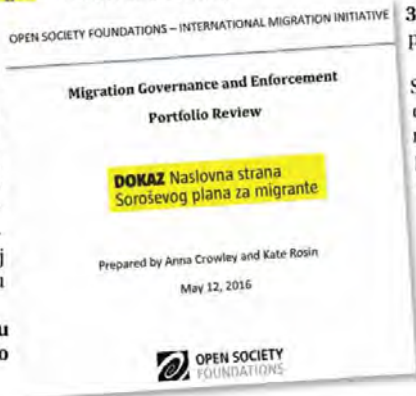 OPEN SOCIETY FOUNDATIONS – INTERNATIONAL MIGRATION INITIATIVE
Migration Governance and Enforcement
Portfolio Review
DOKAZ Naslovna strana
Soroševog plana za migrante
Prepared by Anna Crowley and Kate Rosin
May 12, 2016
OPEN SOCIETY
FOUNDATIONS